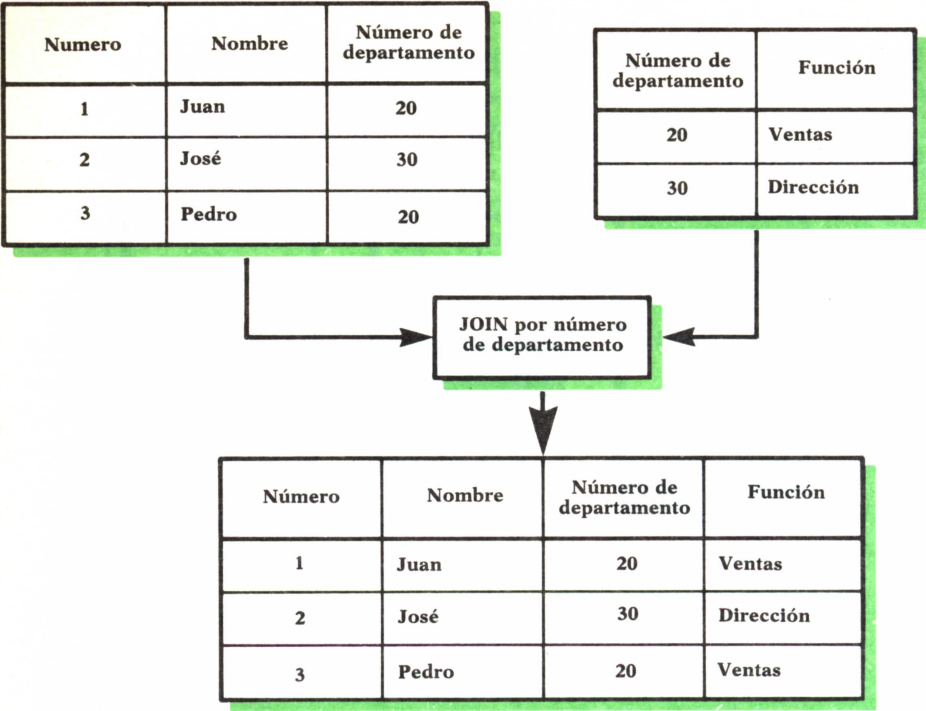 Numero Nombre Número de departamento
1 Juan 20
2 José 30
3 Pedro 20
Número de departamento Función
20 Ventas
30 Dirección
JOIN por número
de departamento
Número Nombre Número de departamento Función
1 Juan 20 Ventas
2 José 30 Dirección
3 Pedro 20 Ventas